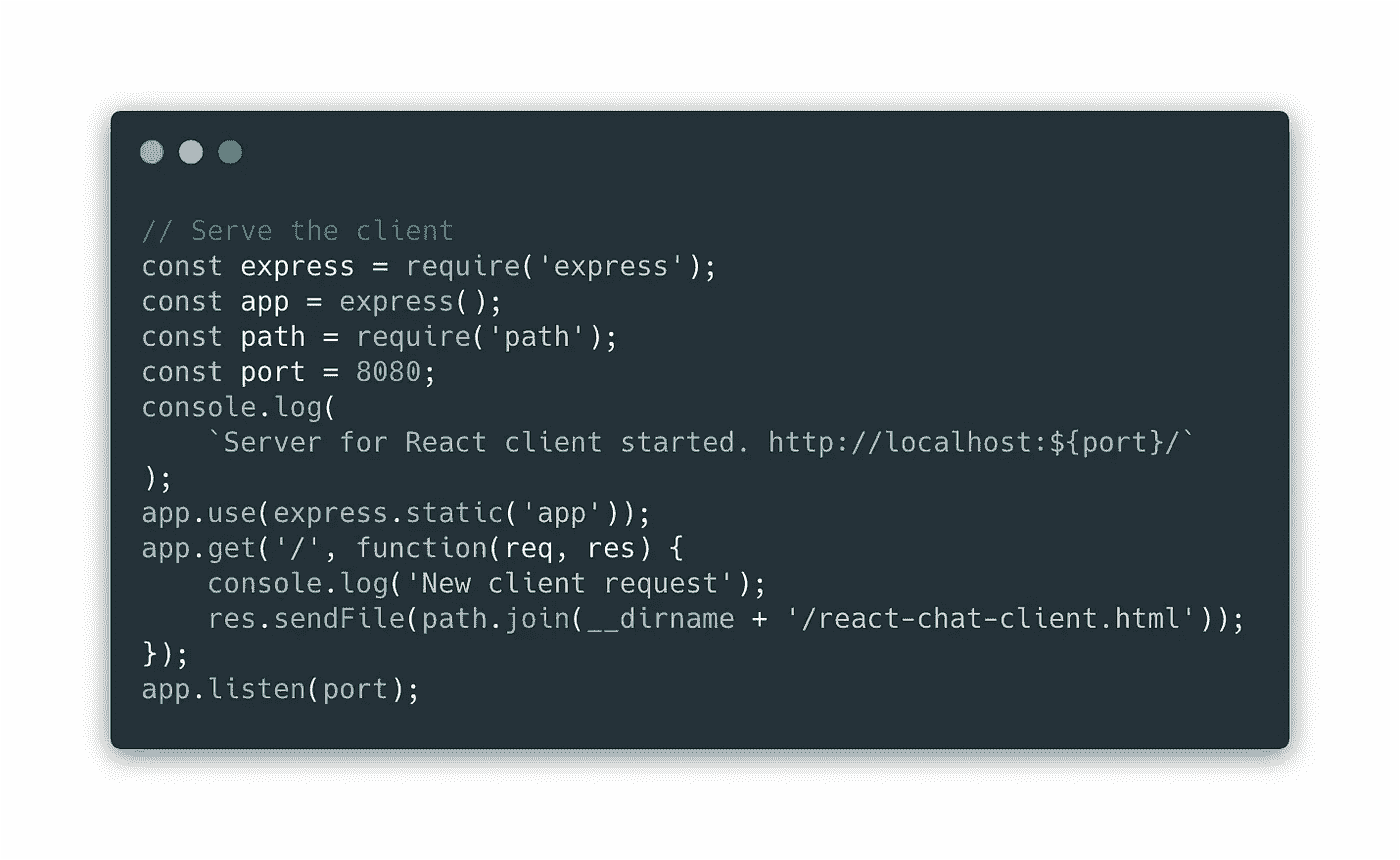 // Serve the client
const express = require('express');
const app = express();
const path = require('path');
const port = 8080;
console.log(
    `Server for React client started. http://localhost:${port}/`
);
app.use(express.static('app'));
app.get('/', function(req, res) {
    console.log('New client request');
    res.sendFile(path.join(__dirname + '/react-chat-client.html'));
});
app.listen(port);